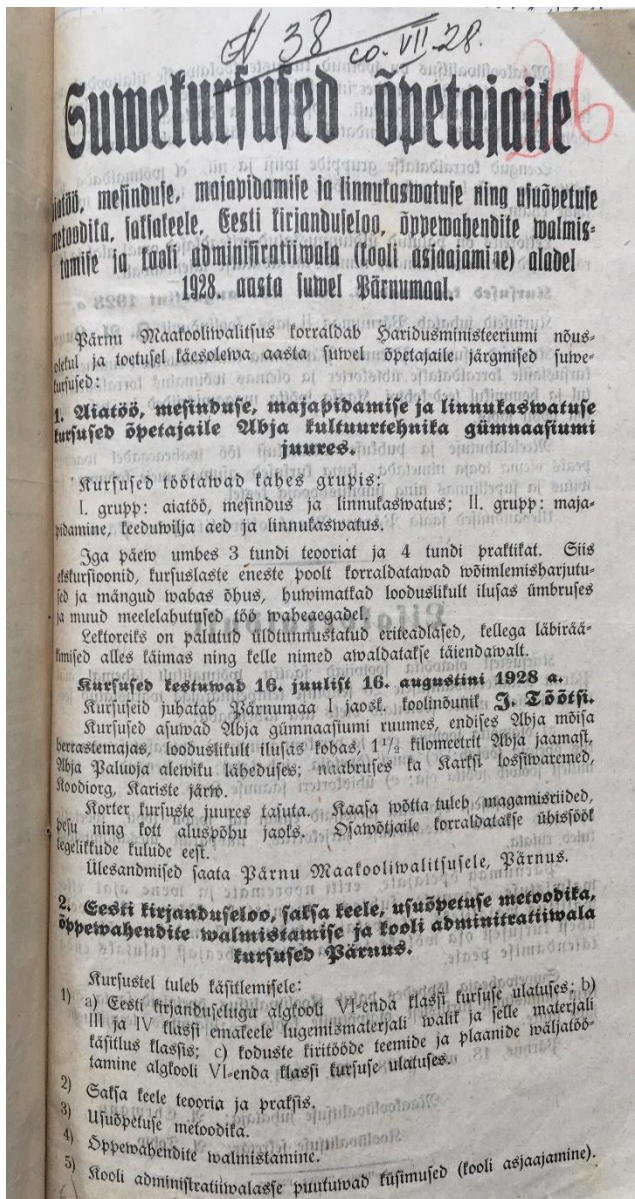 N 38 co. VII-28.
26
Suwekursused õpetajaile
aiatöö, mesinduse, majapidamise ja linnukaswatuse ning usuõpetuse
metoodika, saksakeele, Eesti kirjanduseloo, õppewahendite walmis-
tamise ja kooli administratiiwala (kooli asjaajamise) aladel
1928. aasta suwel Pärnumaal.
Pärnu Maakooliwalitsus korraldab Haridusministeeriumi nõus-
olekul ja toetusel käesolewa aasta suwel õpetajaile järgmised suwe-
kursused:
1. Aiatöö, mesinduse, majapidamise ja linnukaswatuse
kursused õpetajaile Abja kultuurtehnika gümnaasiumi
juures.
Kursused töötawad kahes grupis:
I. grupp: aiatöö, mesindus ja linnukaswatus; II. grupp: maja-
pidamine, keeduwilja aed ja linnukaswatus.
Iga päew umbes 3 tundi teooriat ja 4 tundi praktikat. Siis
ekskursioonid, kursuslaste eneste poolt korraldatawad wõimlemisharjutu-
sed ja mängud wabas õhus, huwimatkad looduslikult ilusas ümbruses
ja muud meelelahutused töö waheaegadel.
Lektoreiks on palutud üldtunnustatud eriteadlased, kellega läbirää-
kimised alles käimas ning kelle nimed awaldatakse täiendawalt.
Kursused kestuwad 16. juulist 16. augustini 1928 a.
Kursuseid juhatab Pärnumaa I jaosk. koolinõunik J. Töötsi.
Kursused asuwad Abja gümnaasiumi ruumes, endises Abja mõisa
herrastemajas, looduslikult ilusas kohas, 1 1/2 kilomeetrit Abja jaamast,
Abja Paluoja alewiku läheduses; naabruses ka Karksi lossiwaremed,
Koodiorg, Kariste järw.
Korter kursuste juures tasuta. Kaasa wõtta tuleb magamisriided,
pesu ning kott aluspõhu jaoks. Osawõtjaile korraldatakse ühissöök
tegelikkude kulude eest.
Ülesandmised saata Pärnu Maakooliwalitsusele, Pärnus.
2. Eesti kirjanduseloo, saksa keele, usuõpetuse metoodika,
õppewahendite walmistamise ja kooli adminitratiiwala
kursused Pärnus.
Kursustel tuleb käsitlemisele:
1) a) Eesti kirjanduselugu algkooli VI-enda klassi kursuse ulatuses; b)
III ja IV klassi emakeele lugemismaterjali walik ja selle materjali
käsitlus klassis; c) koduste kiritööde teemide ja plaanide wäljatöö-
tamine algkooli VI-enda klassi kursuse ulatuses.
2) Saksa keele teooria ja praksis.
3) Usuõpetuse metoodika.
4) Õppewahendite walmistamine.
5) Kooli administratiiwalasse puutuwad küsimused (kooli asjaajamine).